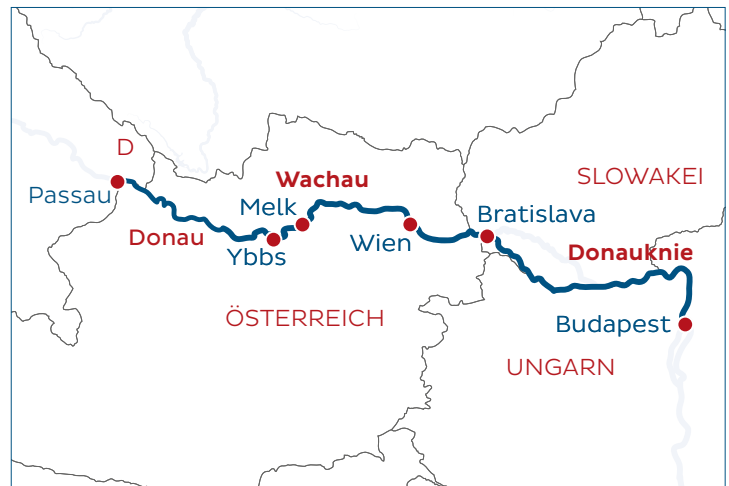 D
SLOWAKEI
Wachau
Passau
Melk
Bratislava
Donau
Wien
Ybbs
Donauknie
ÖSTERREICH
Budapest
UNGARN